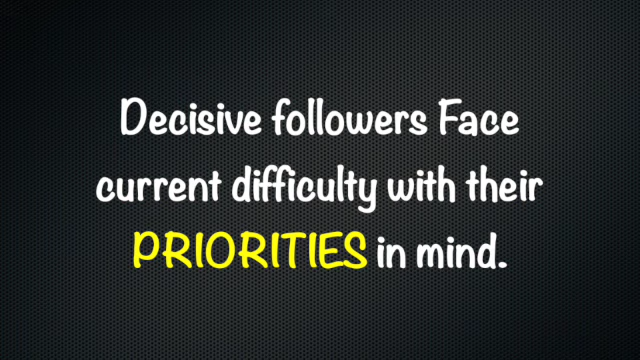 Decisive followers Face
current difficulty with their
PRIORITIES in mind.